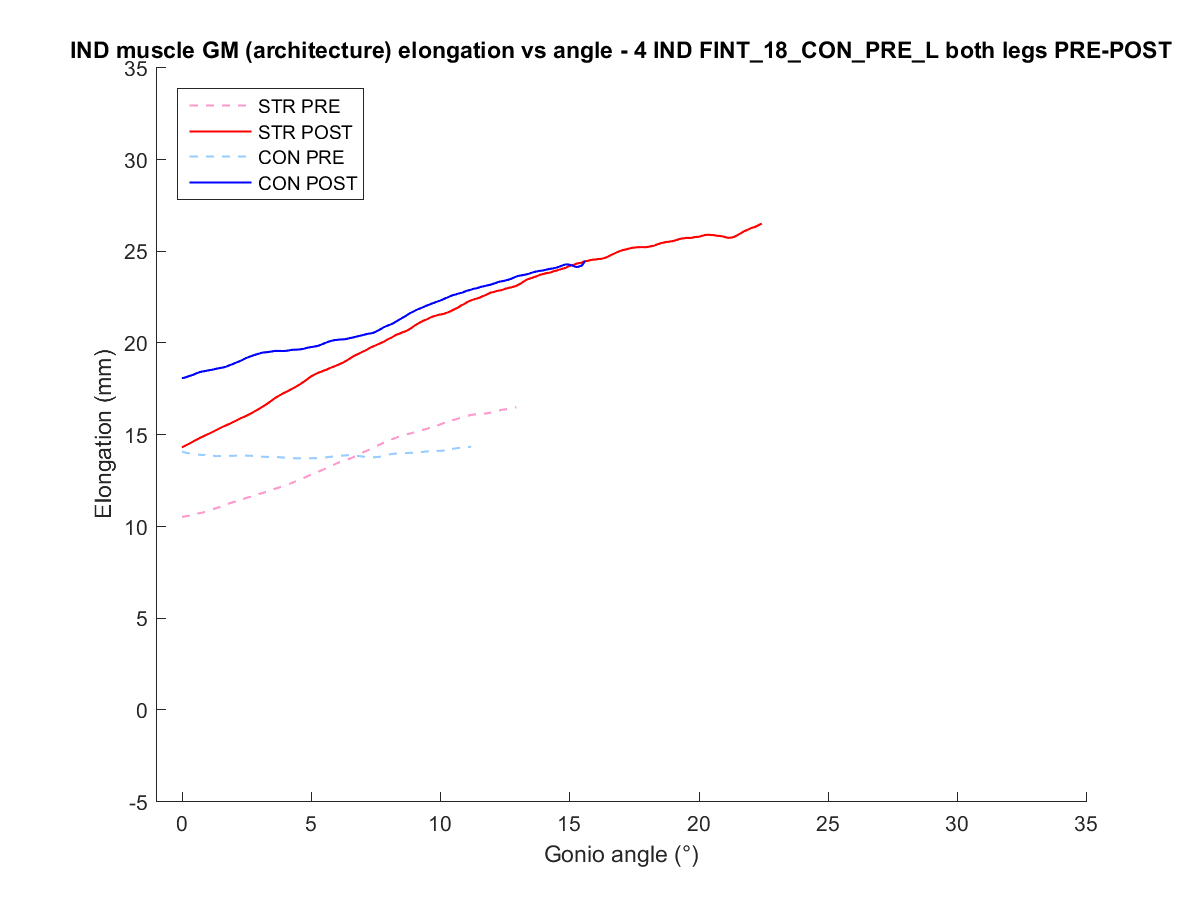 IND muscle GM (architecture) elongation vs angle - 4 IND FINT_18_CON_PRE_L both legs PRE-POST
STR PRE
STR POST
CON PRE
CON POST
35
30
25
20
15
10
5
0
-5
Elongation (mm)
0 5 10 15 20 25 30 35
Gonio angle (°)